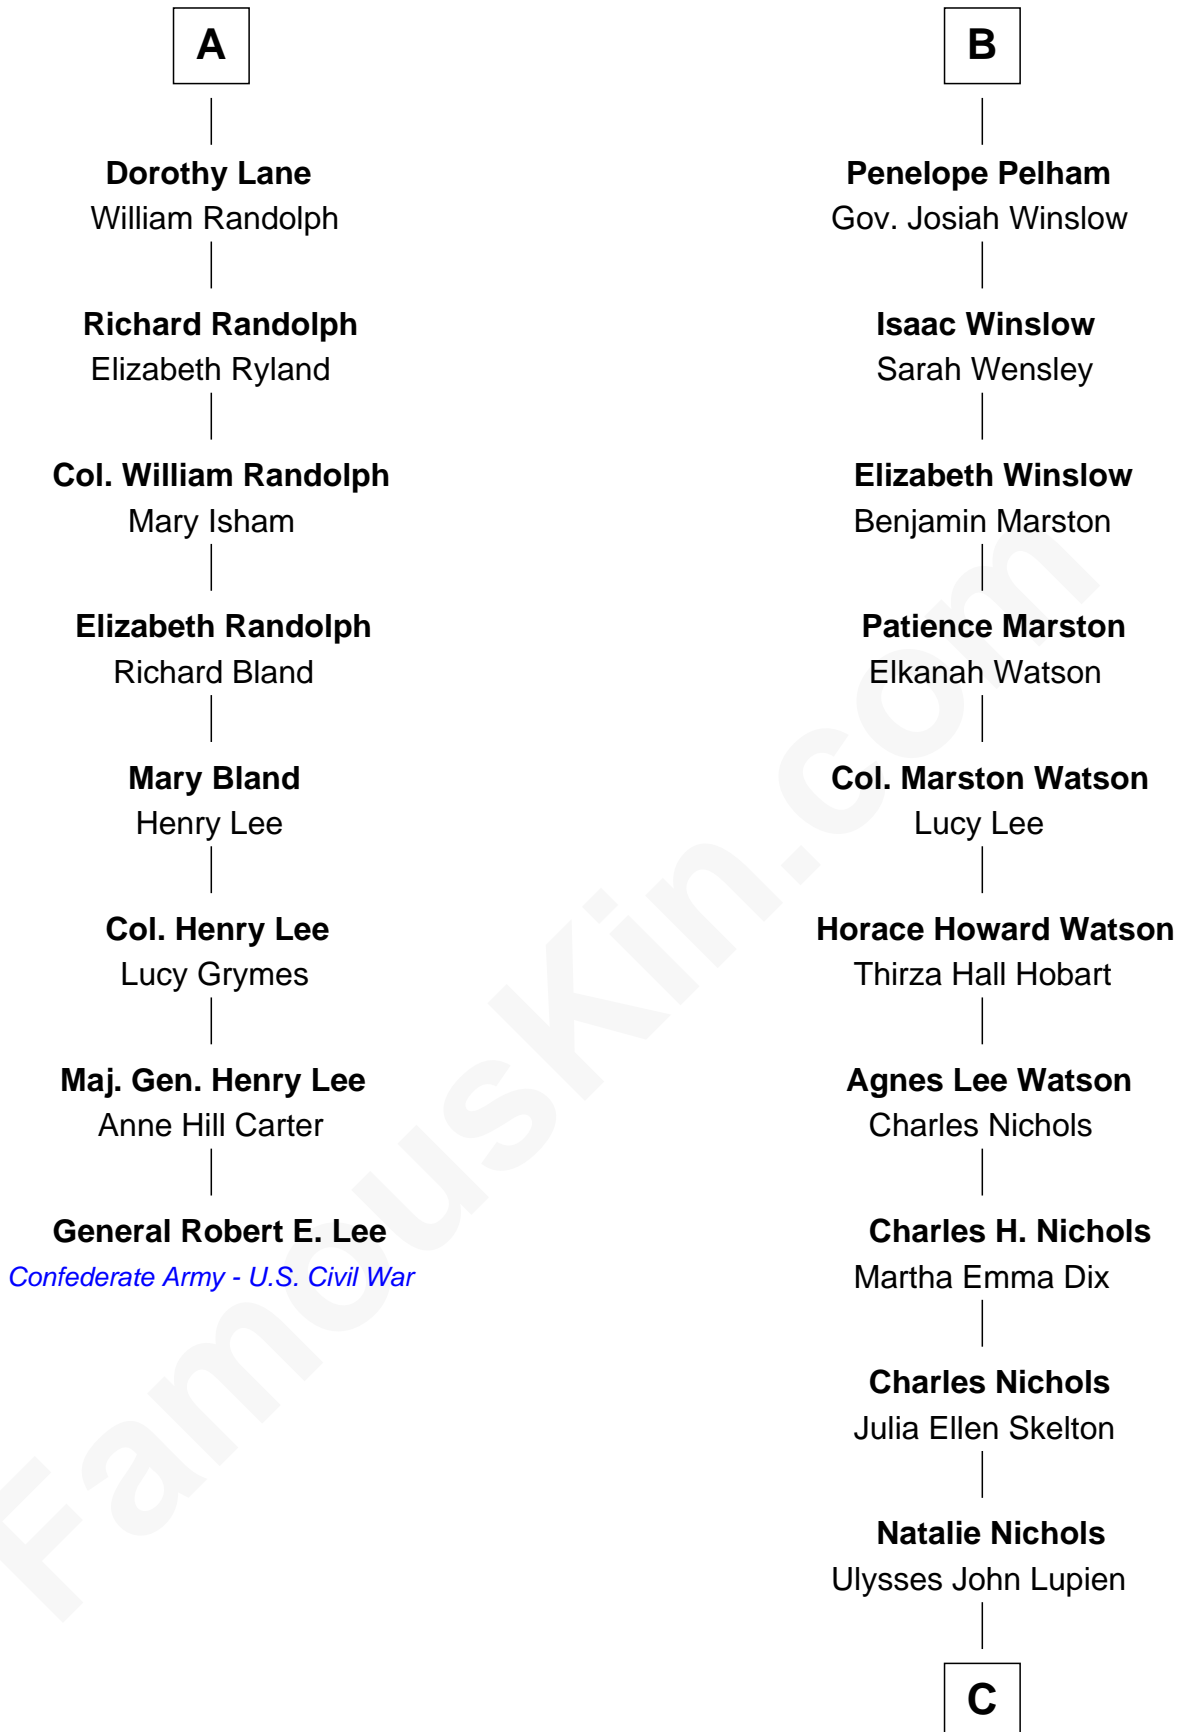 A
Dorothy Lane
William Randolph
Richard Randolph
Elizabeth Ryland
Col. William Randolph
Mary Isham
Elizabeth Randolph
Richard Bland
Mary Bland
Henry Lee
Col. Henry Lee
Lucy Grymes
Maj. Gen. Henry Lee
Anne Hill Carter
General Robert E. Lee
Confederate Army - U.S. Civil War
B
Penelope Pelham
Gov. Josiah Winslow
Isaac Winslow
Sarah Wensley
Elizabeth Winslow
Benjamin Marston
Patience Marston
Elkanah Watson
Col. Marston Watson
Lucy Lee
Horace Howard Watson
Thirza Hall Hobart
Agnes Lee Watson
Charles Nichols
Charles H. Nichols
Martha Emma Dix
Charles Nichols
Julia Ellen Skelton
Natalie Nichols
Ulysses John Lupien
C
FamousKin.com